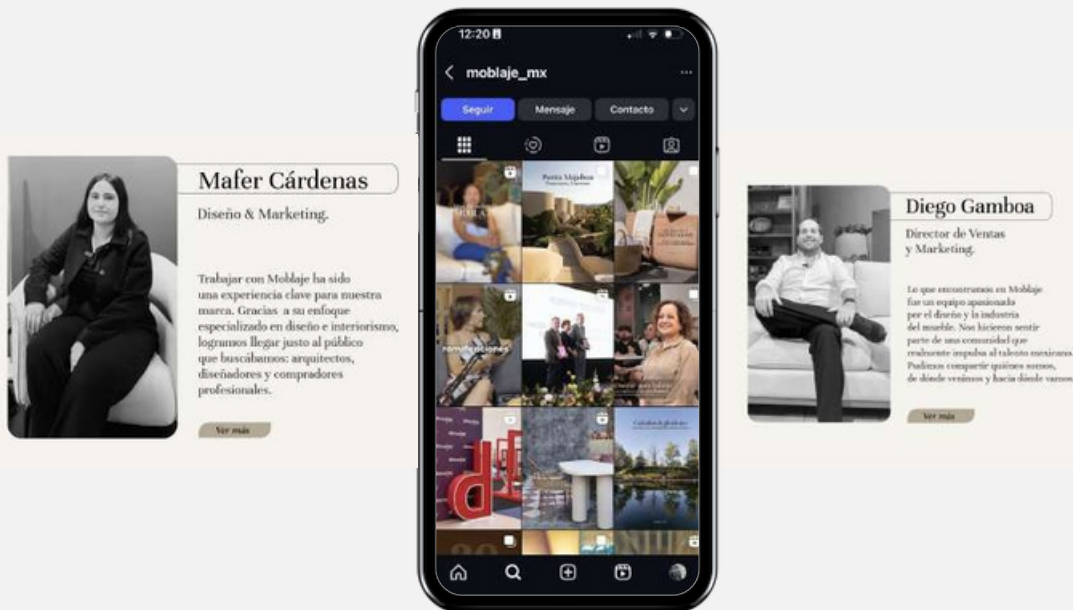 Mafer Cárdenas
Diseño & Marketing.
Trabajar con Moblaje ha sido
una experiencia clave para nuestra
marca. Gracias a su enfoque
especializado en diseño e interiorismo,
logramos llegar justo al público
que buscábamos: arquitectos,
diseñadores y compradores
profesionales.
Ver más
12:20
moblaje_mx
Seguir
Mensaje
Contacto
Punta Majahua
ramificaciones
Diego Gamboa
Director de Ventas
y Marketing.
Lo que encontramos en Moblaje
fue un equipo apasionado
por el diseño y la industria
del mueble. Nos hicieron sentir
parte de una comunidad que
realmente impulsa al talento mexicano.
Pudimos compartir quiénes somos,
de dónde venimos y hacia dónde vamos
Ver más